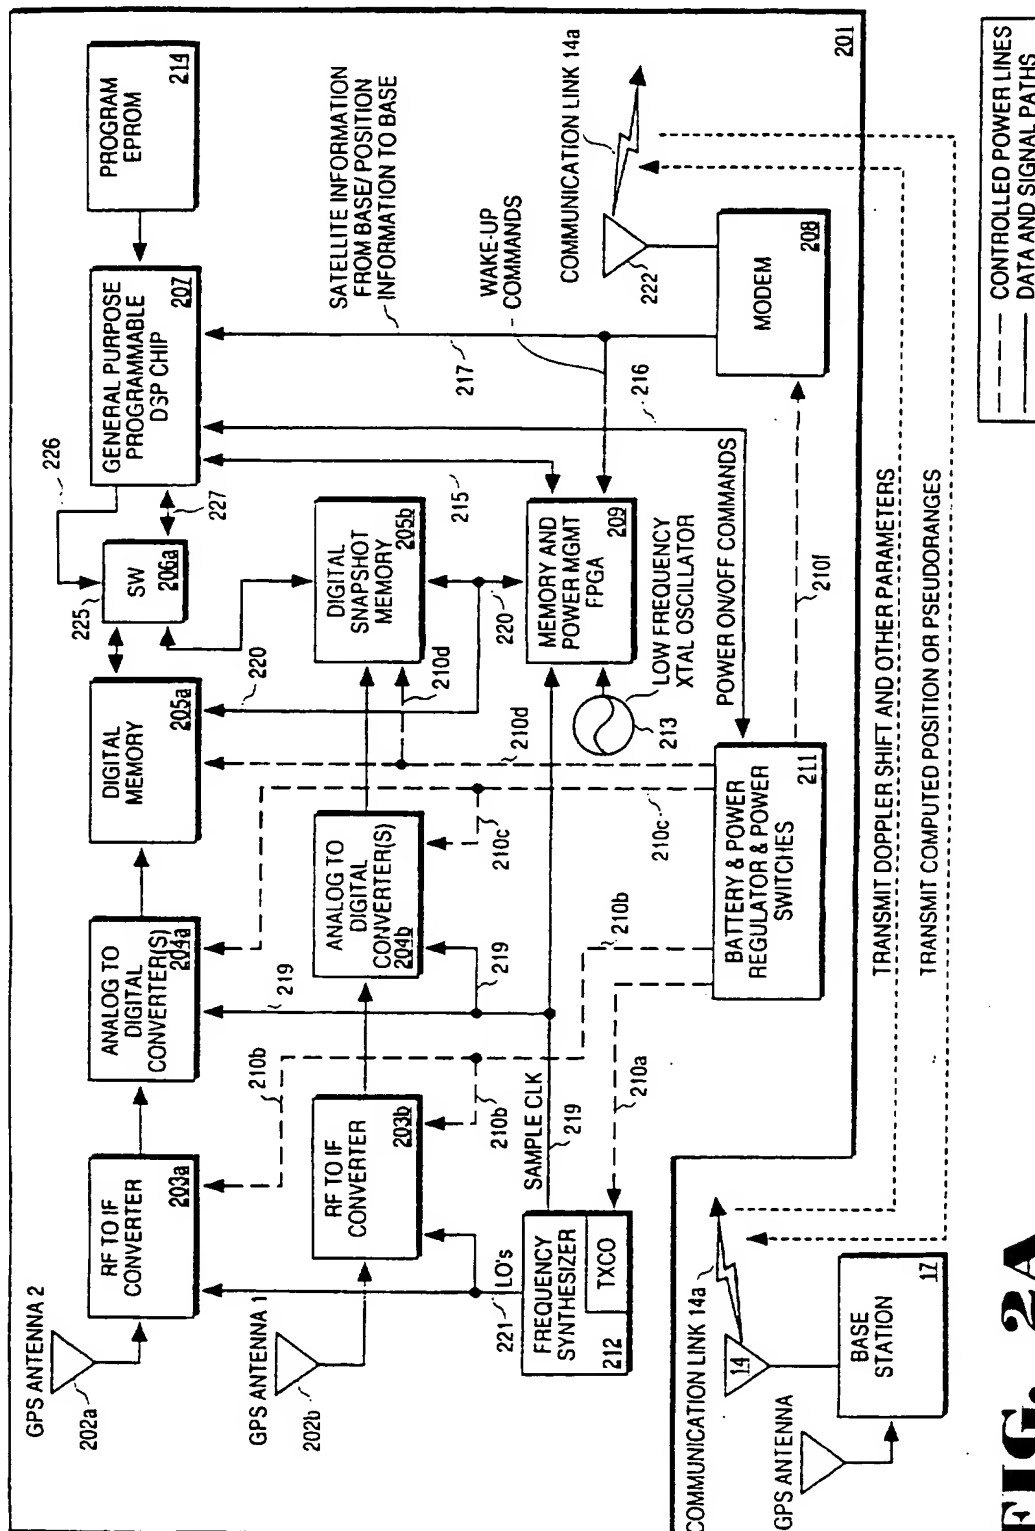 GPS ANTENNA 2
202a
RF TO IF
CONVERTER
203a
210b
ANALOG TO
DIGITAL
CONVERTER(S)
204a
219
DIGITAL
MEMORY
205a
220
225
SW
206a
226
227
GENERAL PURPOSE
PROGRAMMABLE
DSP CHIP
207
PROGRAM
EPROM
214
GPS ANTENNA 1
202b
RF TO IF
CONVERTER
203b
210b
ANALOG TO
DIGITAL
CONVERTER(S)
204b
219
210c
DIGITAL
SNAPSHOT
MEMORY
205b
210d
215
217
SATELLITE INFORMATION
FROM BASE/POSITION
INFORMATION TO BASE
221
LO's
FREQUENCY
SYNTHESIZER
212
TXCO
SAMPLE CLK
219
210d
220
MEMORY AND
POWER MGMT
FPGA
209
213
LOW FREQUENCY
XTAL OSCILLATOR
216
WAKE-UP
COMMANDS
210a
210b
210c
BATTERY & POWER
REGULATOR & POWER
SWITCHES
211
POWER ON/OFF COMMANDS
210f
MODEM
208
222
COMMUNICATION LINK 14a
201
COMMUNICATION LINK 14a
14
GPS ANTENNA
BASE
STATION
17
TRANSMIT DOPPLER SHIFT AND OTHER PARAMETERS
TRANSMIT COMPUTED POSITION OR PSEUDORANGES
CONTROLLED POWER LINES
DATA AND SIGNAL PATHS
FIG. 2A